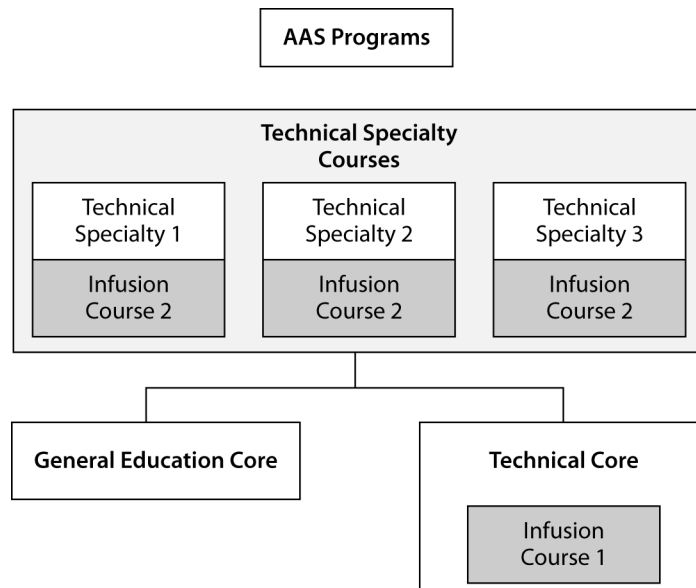 AAS Programs
Technical Specialty
Courses
Technical
Specialty 1
Infusion
Course 2
Technical
Specialty 2
Infusion
Course 2
Technical
Specialty 3
Infusion
Course 2
General Education Core
Technical Core
Infusion
Course 1